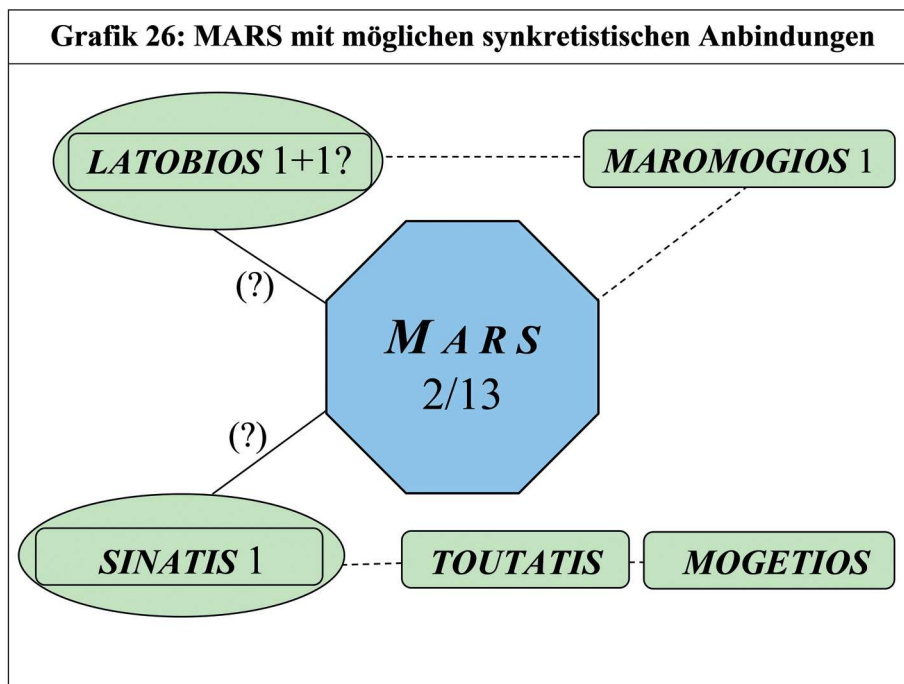 Grafik 26: MARS mit möglichen synkretistischen Anbindungen
LATOBIOS 1+1?
MAROMOGIOS 1
(?)
MARS
2/13
(?)
SINATIS 1
TOUTATIS
MOGETIOS